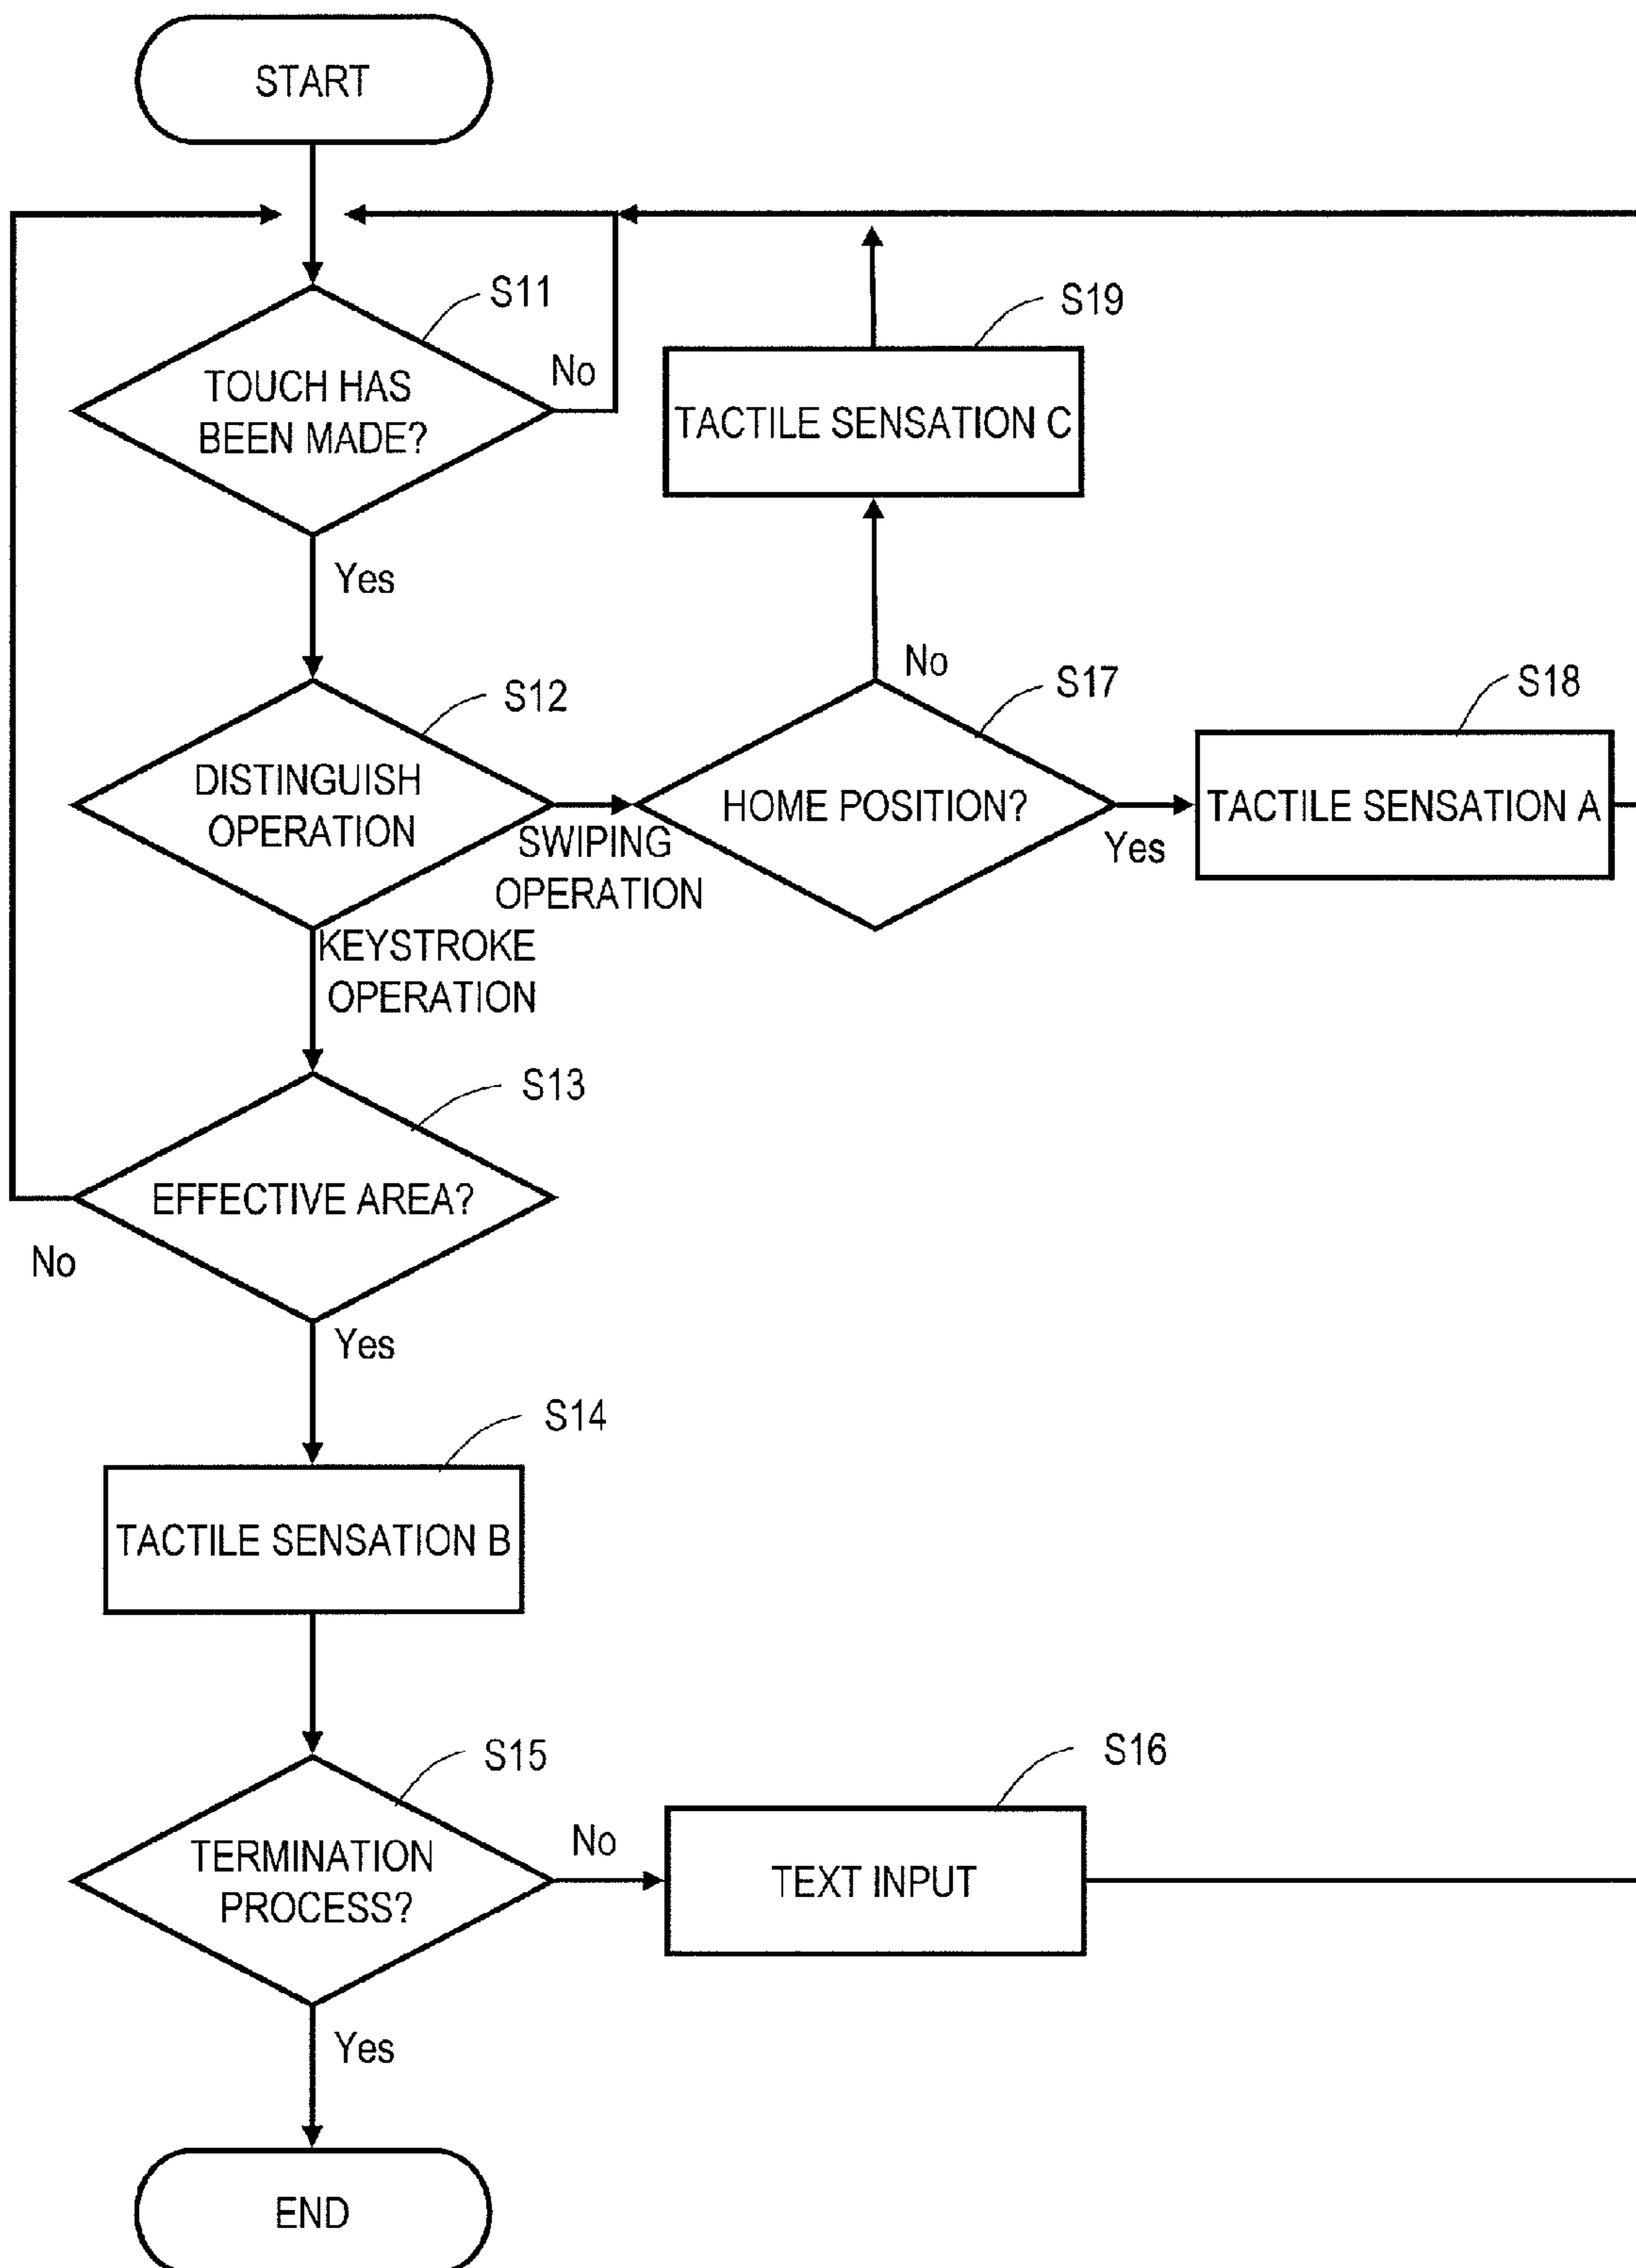 START
S11
TOUCH HAS
BEEN MADE?
No
Yes
S19
TACTILE SENSATION C
S12
DISTINGUISH
OPERATION
SWIPING
OPERATION
No
S17
HOME POSITION?
Yes
S18
TACTILE SENSATION A
KEYSTROKE
OPERATION
S13
EFFECTIVE AREA?
No
Yes
S14
TACTILE SENSATION B
S15
TERMINATION
PROCESS?
No
S16
TEXT INPUT
Yes
END